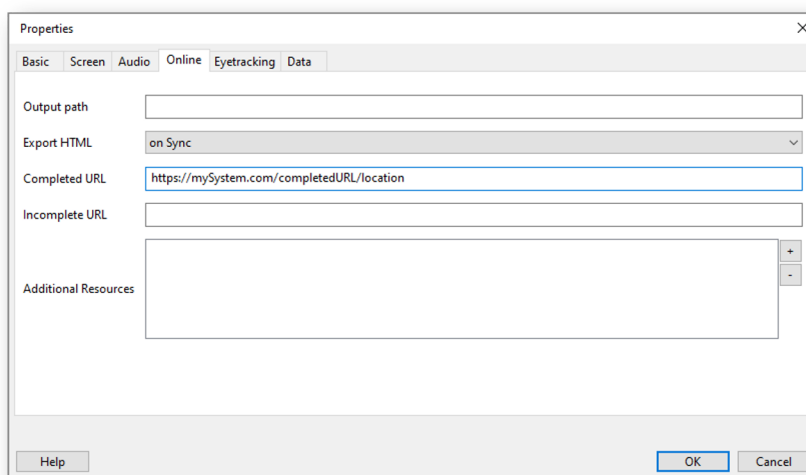 Properties
Basic Screen Audio Online Eyetracking Data
Output path
Export HTML on Sync
Completed URL https://mySystem.com/completedURL/location
Incomplete URL
+
-
Additional Resources
Help OK Cancel